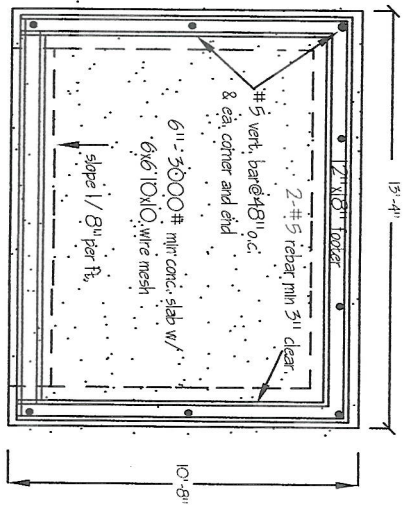 13'-4"
12"x18" footer
2-#5 rebar min 3" clear.
#5 vert. bar@48" o.c.
& ea. corner and end
6"- 3000# min conc. slab w/
6x6 10x10 wire mesh
slope 1/8" per ft.
10'-8"